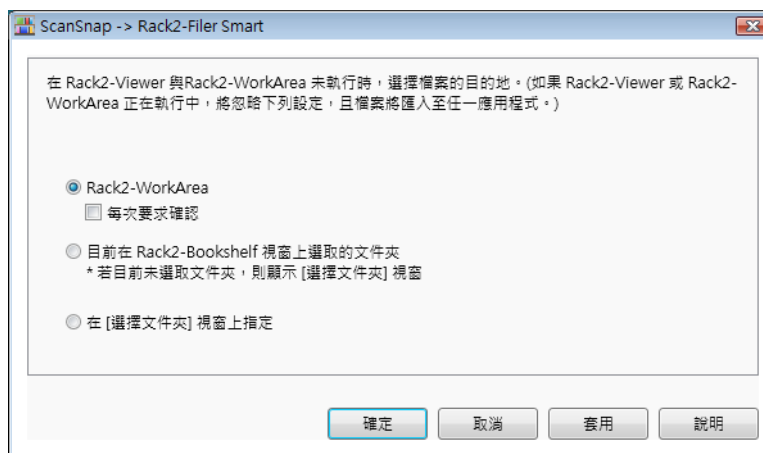 ScanSnap -> Rack2-Filer Smart
在 Rack2-Viewer 與Rack2-WorkArea 未執行時，選擇檔案的目的地。(如果 Rack2-Viewer 或 Rack2-
WorkArea 正在執行中，將忽略下列設定，且檔案將匯入至任一應用程式。)
Rack2-WorkArea
每次要求確認
目前在 Rack2-Bookshelf 視窗上選取的文件夾
* 若目前未選取文件夾，則顯示 [選擇文件夾] 視窗
在 [選擇文件夾] 視窗上指定
確定
取消
套用
說明